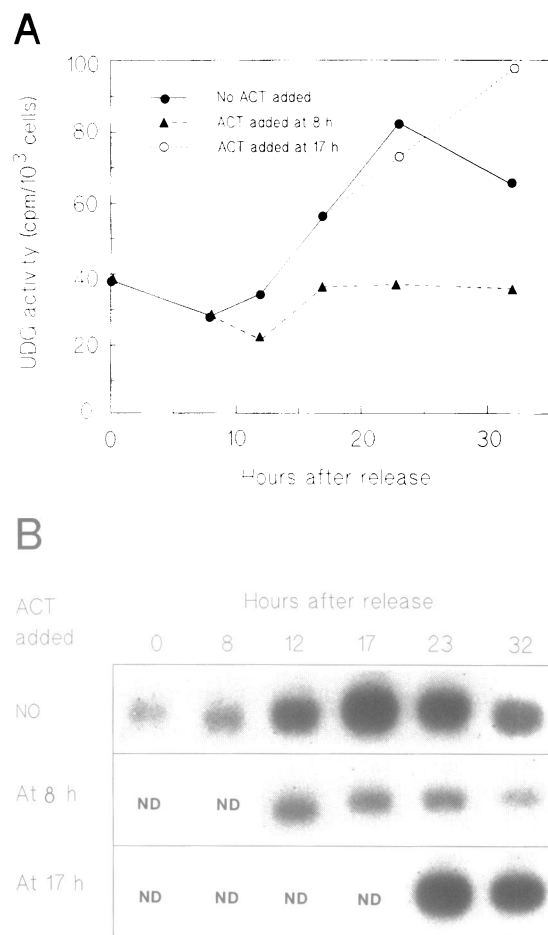 A
100
80
60
40
20
0
UDG activity (cpm/10³ cells)
No ACT added
ACT added at 8 h
ACT added at 17 h
0 10 20 30
Hours after release
B
ACT
added
Hours after release
0 8 12 17 23 32
NO
At 8 h
ND ND
At 17 h
ND ND ND ND